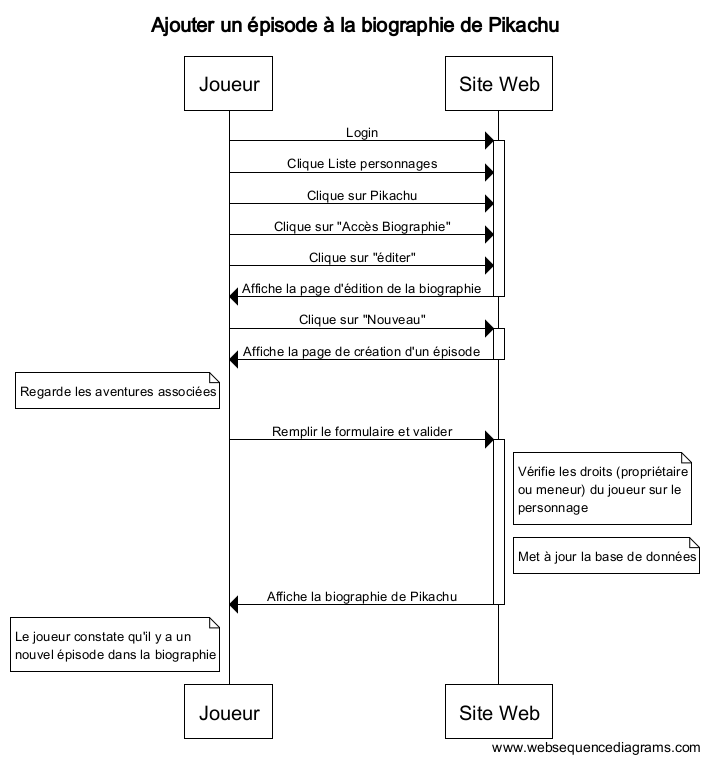 Ajouter un épisode à la biographie de Pikachu
Joueur
Site Web
Login
Clique Liste personnages
Clique sur Pikachu
Clique sur "Accès Biographie"
Clique sur "éditer"
Affiche la page d'édition de la biographie
Clique sur "Nouveau"
Affiche la page de création d'un épisode
Regarde les aventures associées
Remplir le formulaire et valider
Vérifie les droits (propriétaire
ou meneur) du joueur sur le
personnage
Met à jour la base de données
Affiche la biographie de Pikachu
Le joueur constate qu'il y a un
nouvel épisode dans la biographie
Joueur
Site Web
www.websequencediagrams.com